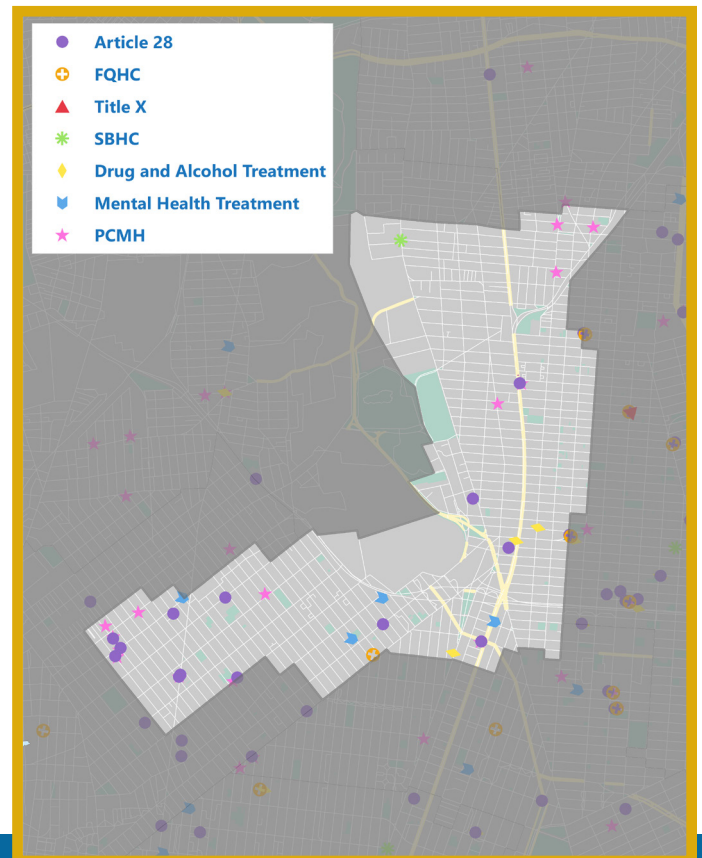 Article 28
FQHC
Title X
SBHC
Drug and Alcohol Treatment
Mental Health Treatment
PCMH